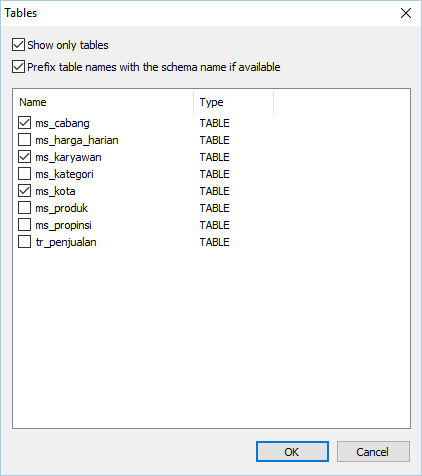 Tables
Show only tables
Prefix table names with the schema name if available
Name Type
ms_cabang TABLE
ms_harga_harian TABLE
ms_karyawan TABLE
ms_kategori TABLE
ms_kota TABLE
ms_produk TABLE
ms_propinsi TABLE
tr_penjualan TABLE
OK Cancel